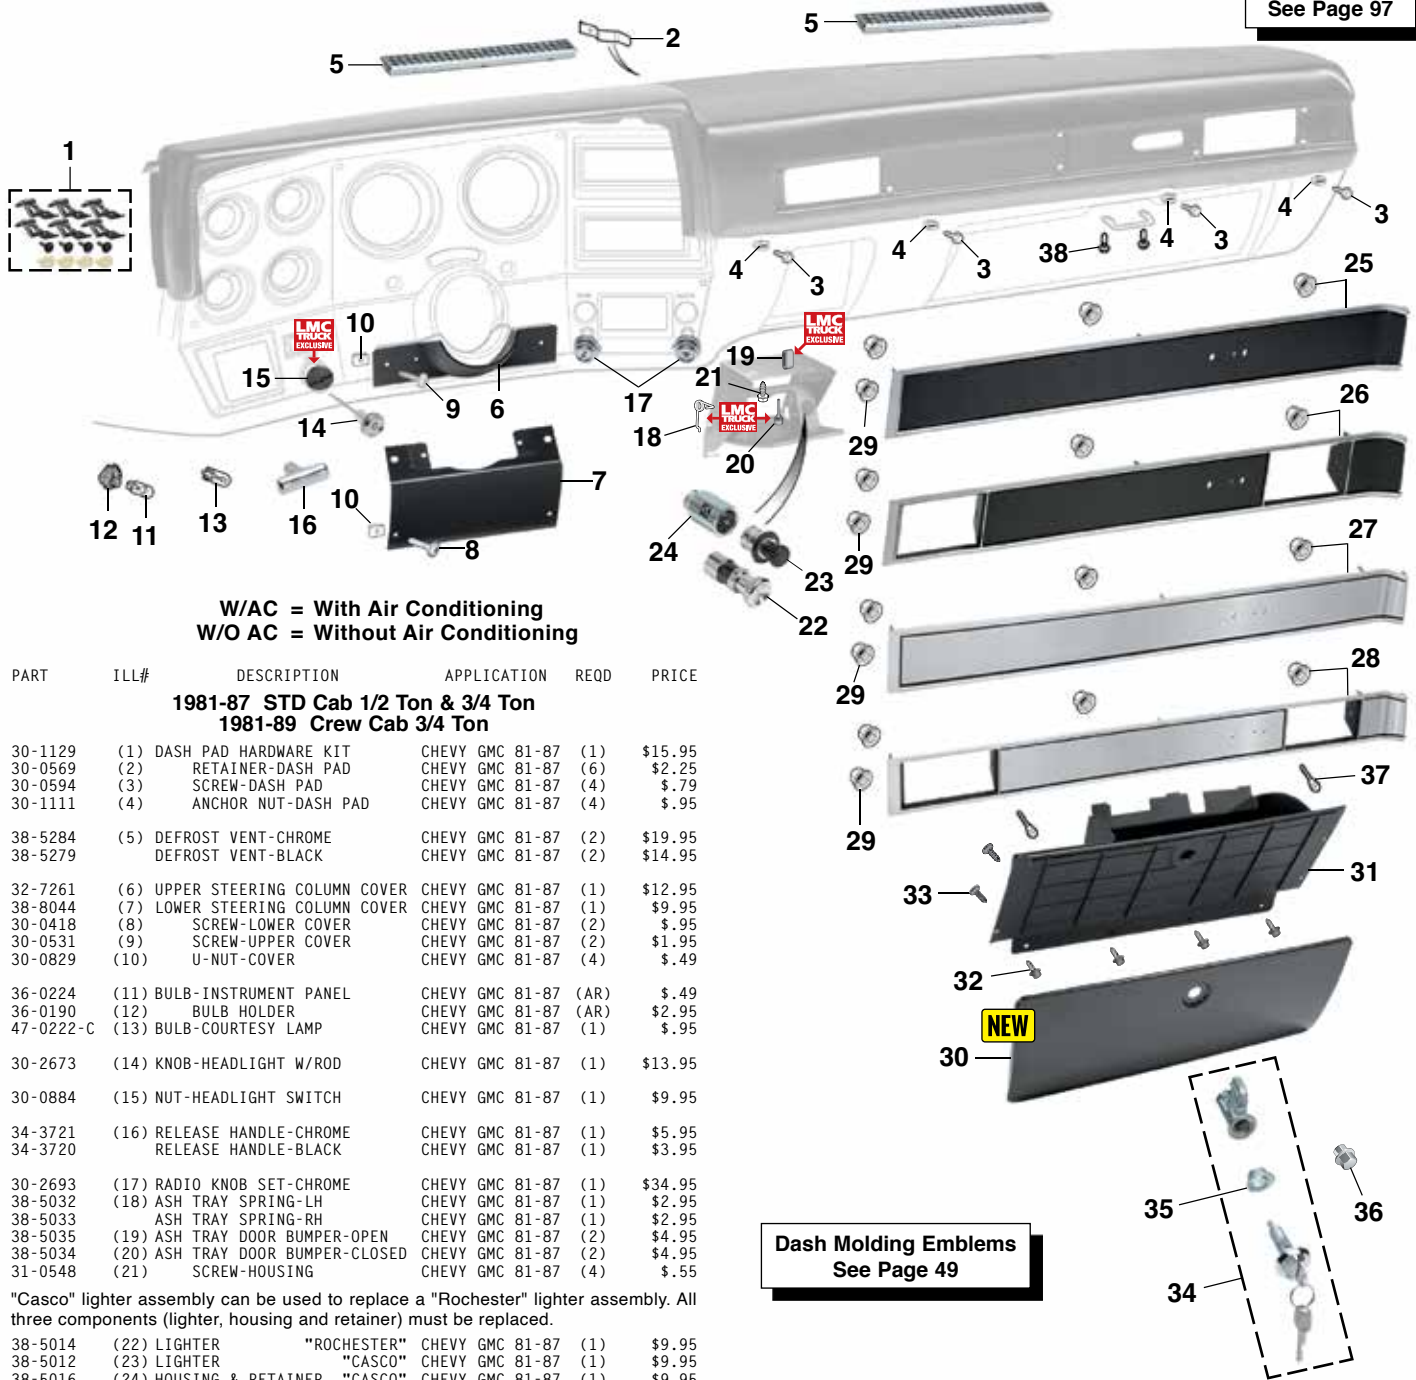 See Page 97
5
2
5
1
4
3
4
3
38
4
3
4
3
25
LMC
TRUCK
EXCLUSIVE
10
15
14
9
6
17
LMC
TRUCK
EXCLUSIVE
19
21
LMC
TRUCK
EXCLUSIVE
18
20
29
26
12
11
13
16
10
7
8
24
23
22
29
27
29
28
29
37
31
33
32
NEW
30
35
36
34
W/AC = With Air Conditioning
W/O AC = Without Air Conditioning
PART ILL# DESCRIPTION APPLICATION REQD PRICE
1981-87 STD Cab 1/2 Ton & 3/4 Ton
1981-89 Crew Cab 3/4 Ton
30-1129 (1) DASH PAD HARDWARE KIT CHEVY GMC 81-87 (1) $15.95
30-0569 (2) RETAINER-DASH PAD CHEVY GMC 81-87 (6) $2.25
30-0594 (3) SCREW-DASH PAD CHEVY GMC 81-87 (4) $.79
30-1111 (4) ANCHOR NUT-DASH PAD CHEVY GMC 81-87 (4) $.95
38-5284 (5) DEFROST VENT-CHROME CHEVY GMC 81-87 (2) $19.95
38-5279 DEFROST VENT-BLACK CHEVY GMC 81-87 (2) $14.95
32-7261 (6) UPPER STEERING COLUMN COVER CHEVY GMC 81-87 (1) $12.95
38-8044 (7) LOWER STEERING COLUMN COVER CHEVY GMC 81-87 (1) $9.95
30-0418 (8) SCREW-LOWER COVER CHEVY GMC 81-87 (2) $.95
30-0531 (9) SCREW-UPPER COVER CHEVY GMC 81-87 (2) $1.95
30-0829 (10) U-NUT-COVER CHEVY GMC 81-87 (4) $.49
36-0224 (11) BULB-INSTRUMENT PANEL CHEVY GMC 81-87 (AR) $.49
36-0190 (12) BULB HOLDER CHEVY GMC 81-87 (AR) $2.95
47-0222-C (13) BULB-COURTESY LAMP CHEVY GMC 81-87 (1) $.95
30-2673 (14) KNOB-HEADLIGHT W/ROD CHEVY GMC 81-87 (1) $13.95
30-0884 (15) NUT-HEADLIGHT SWITCH CHEVY GMC 81-87 (1) $9.95
34-3721 (16) RELEASE HANDLE-CHROME CHEVY GMC 81-87 (1) $5.95
34-3720 RELEASE HANDLE-BLACK CHEVY GMC 81-87 (1) $3.95
30-2693 (17) RADIO KNOB SET-CHROME CHEVY GMC 81-87 (1) $34.95
38-5032 (18) ASH TRAY SPRING-LH CHEVY GMC 81-87 (1) $2.95
38-5033 ASH TRAY SPRING-RH CHEVY GMC 81-87 (1) $2.95
38-5035 (19) ASH TRAY DOOR BUMPER-OPEN CHEVY GMC 81-87 (2) $4.95
38-5034 (20) ASH TRAY DOOR BUMPER-CLOSED CHEVY GMC 81-87 (2) $4.95
31-0548 (21) SCREW-HOUSING CHEVY GMC 81-87 (4) $.55
"Casco" lighter assembly can be used to replace a "Rochester" lighter assembly. All
three components (lighter, housing and retainer) must be replaced.
38-5014 (22) LIGHTER "ROCHESTER" CHEVY GMC 81-87 (1) $9.95
38-5012 (23) LIGHTER "CASCO" CHEVY GMC 81-87 (1) $9.95
38-5016 (24) HOUSING & RETAINER "CASCO" CHEVY GMC 81-87 (1) $9.95
Dash Molding Emblems
See Page 49